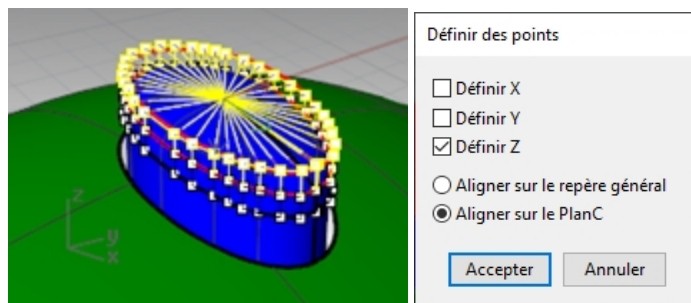 z
y
x
Définir des points
Définir X
Définir Y
Définir Z
Aligner sur le repère général
Aligner sur le PlanC
Accepter
Annuler